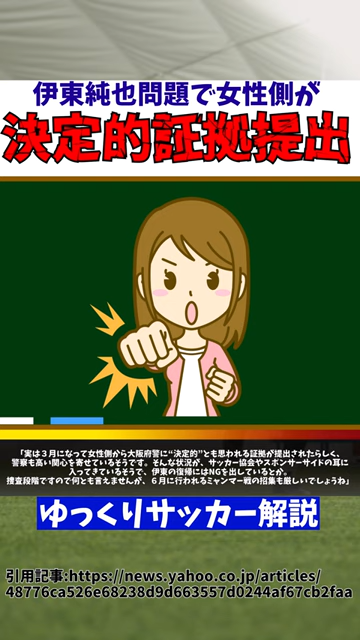 伊東純也問題で女性側が
決定的証拠提出
「実は３月になって女性側から大阪府警に“決定的”とも思われる証拠が提出されたらしく、
警察も高い関心を寄せているそうです。そんな状況が、サッカー協会やスポンサーサイドの耳に
入ってきているそうで、伊東の復帰にはNGを出しているとか。
捜査段階ですので何とも言えませんが、６月に行われるミャンマー戦の招集も厳しいでしょうね」
ゆっくりサッカー解説
引用記事:https://news.yahoo.co.jp/articles/
48776ca526e68238d9d663557d0244af67cb2faa